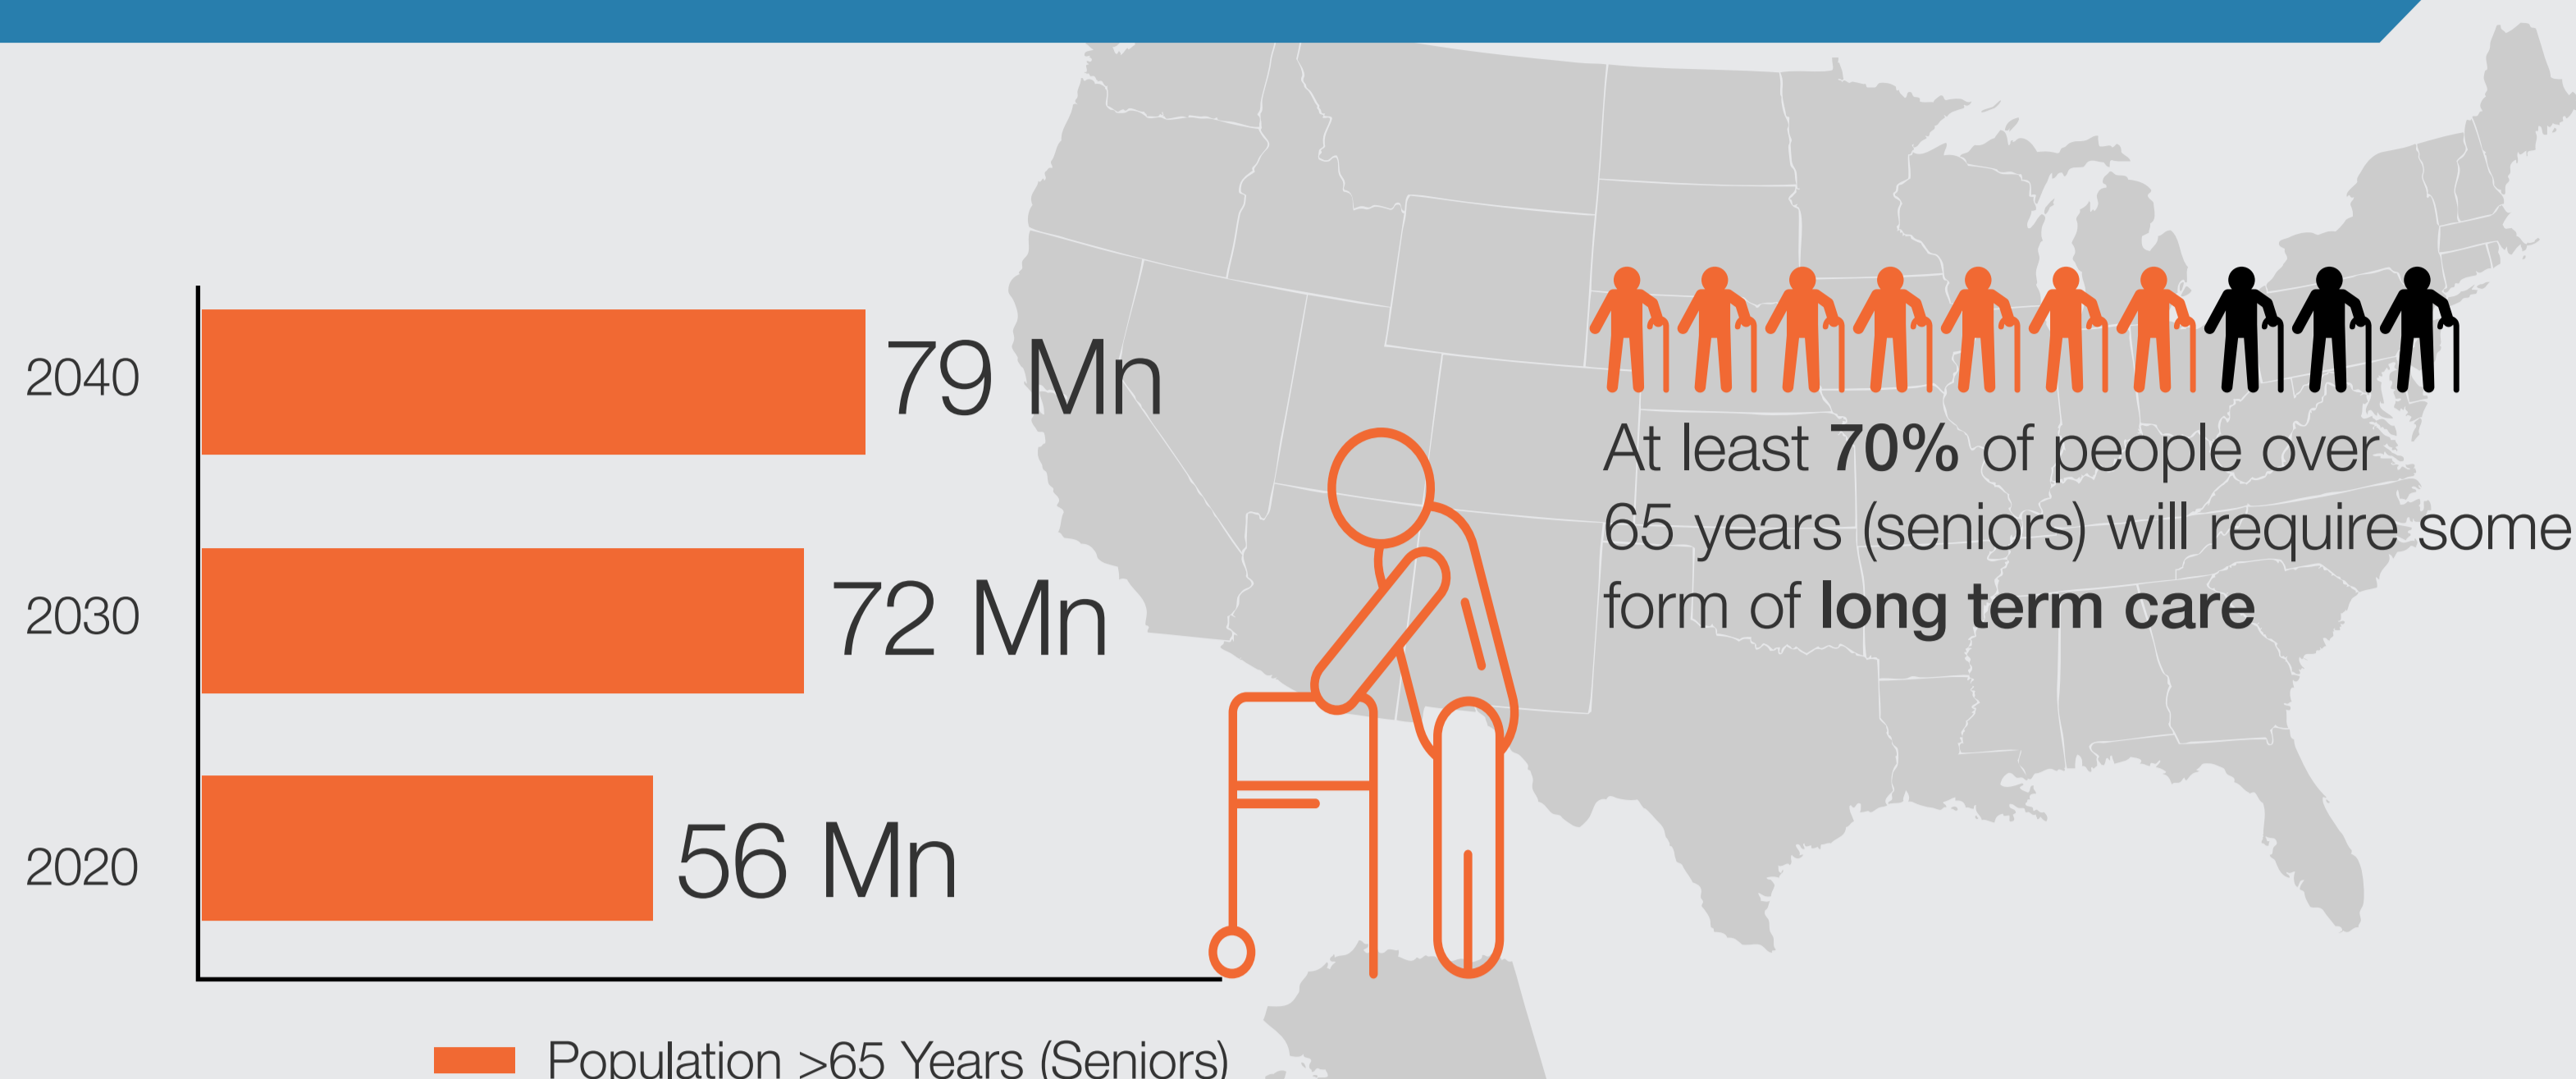 2040
79 Mn
2030
72 Mn
2020
56 Mn
Population >65 Years (Seniors)
At least 70% of people over
65 years (seniors) will require some
form of long term care